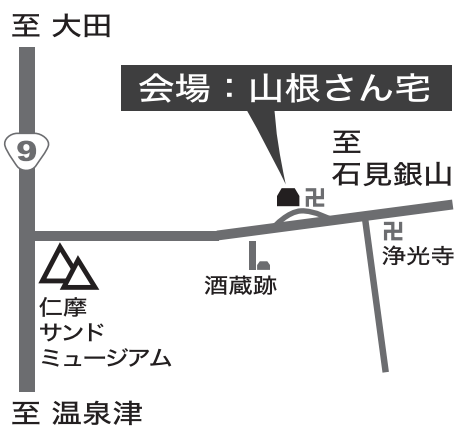 至 大田
会場：山根さん宅
9
至
石見銀山
卍
卍
浄光寺
酒蔵跡
仁摩
サンド
ミュージアム
至 温泉津